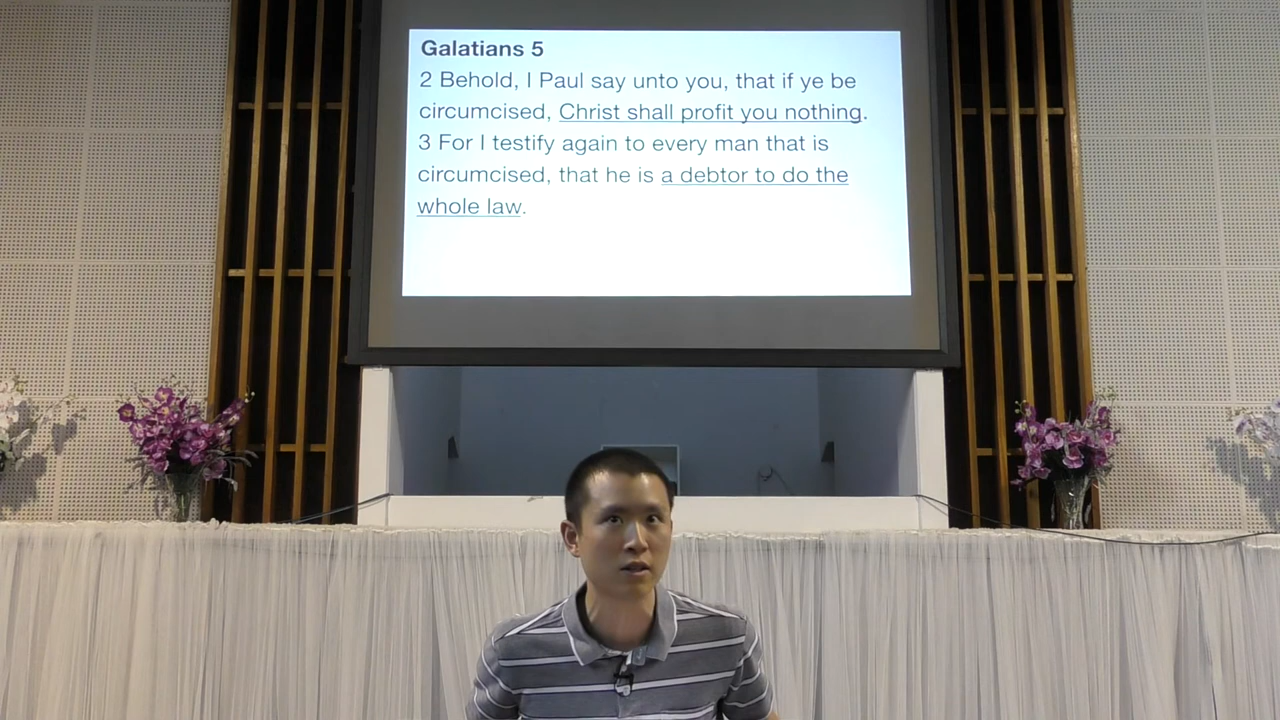 Galatians 5
2 Behold, I Paul say unto you, that if ye be
circumcised, Christ shall profit you nothing.
3 For I testify again to every man that is
circumcised, that he is a debtor to do the
whole law.